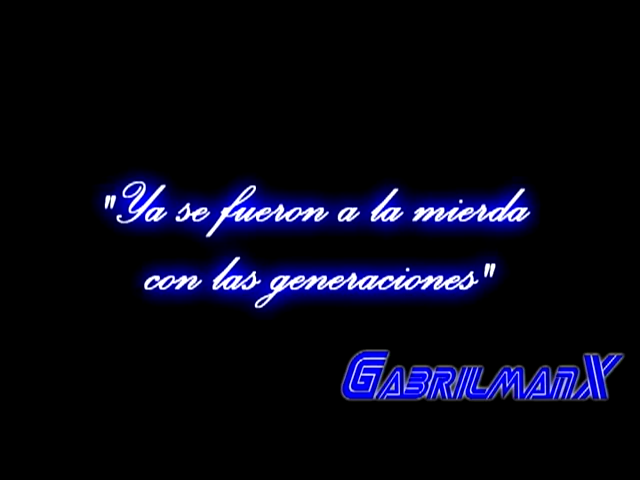 "Ya se fueron a la mierda
con las generaciones"
GabrilmanX